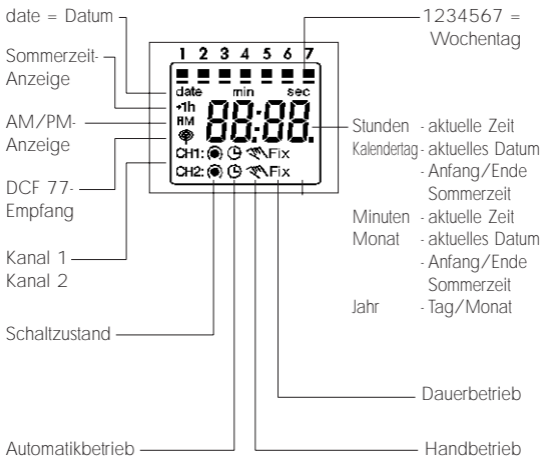 date = Datum
Sommerzeit-
Anzeige
AM/PM-
Anzeige
DCF 77-
Empfang
Kanal 1
Kanal 2
Schaltzustand
Automatikbetrieb
1 2 3 4 5 6 7
date min sec
+1h
AM
88:88.
CH1: Fix
CH2: Fix
1234567 =
Wochentag
Stunden - aktuelle Zeit
Kalendertag - aktuelles Datum
- Anfang/Ende
Sommerzeit
Minuten - aktuelle Zeit
Monat - aktuelles Datum
- Anfang/Ende
Sommerzeit
Jahr - Tag/Monat
Dauerbetrieb
Handbetrieb